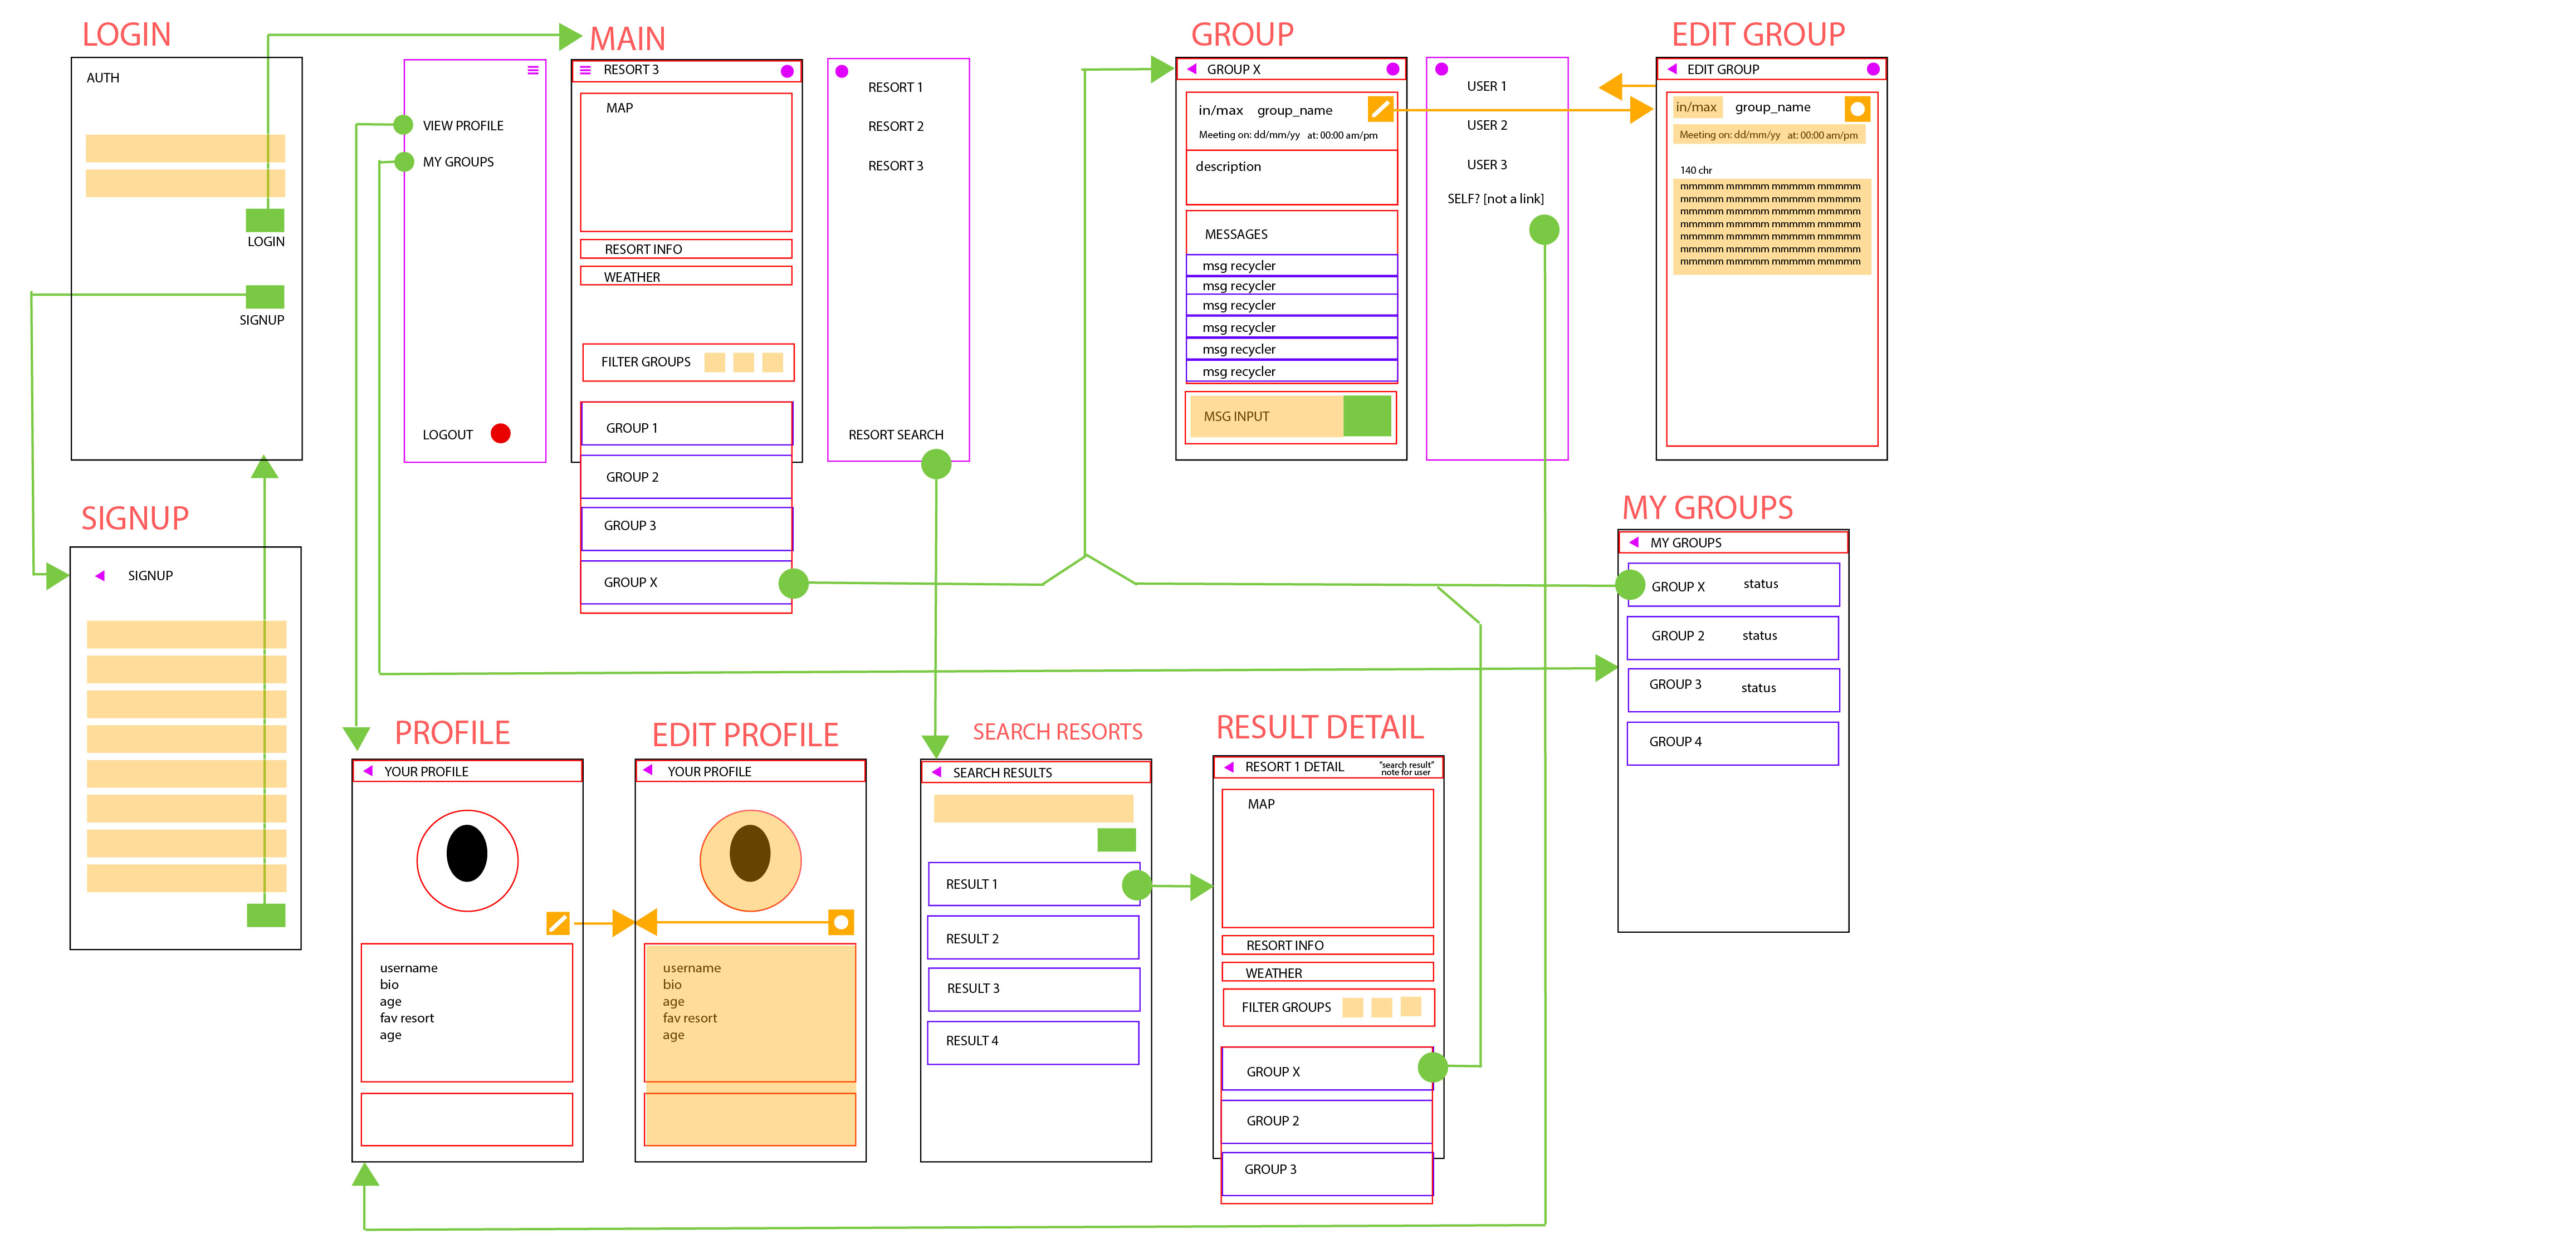 LOGIN
AUTH
LOGIN
SIGNUP
SIGNUP
SIGNUP
VIEW PROFILE
MY GROUPS
LOGOUT
MAIN
RESORT 3
MAP
RESORT INFO
WEATHER
FILTER GROUPS
GROUP 1
GROUP 2
GROUP 3
GROUP X
RESORT 1
RESORT 2
RESORT 3
RESORT SEARCH
GROUP
GROUP X
in/max group_name
Meeting on: dd/mm/yy at: 00:00 am/pm
description
MESSAGES
msg recycler
msg recycler
msg recycler
msg recycler
msg recycler
msg recycler
MSG INPUT
USER 1
USER 2
USER 3
SELF? [not a link]
EDIT GROUP
EDIT GROUP
in/max group_name
Meeting on: dd/mm/yy at: 00:00 am/pm
140 chr
mmmmm mmmmm mmmmm mmmmm
mmmmm mmmmm mmmmm mmmmm
mmmmm mmmmm mmmmm mmmmm
mmmmm mmmmm mmmmm mmmmm
mmmmm mmmmm mmmmm mmmmm
mmmmm mmmmm mmmmm mmmmm
mmmmm mmmmm mmmmm mmmmm
MY GROUPS
MY GROUPS
GROUP X status
GROUP 2 status
GROUP 3 status
GROUP 4
PROFILE
YOUR PROFILE
username
bio
age
fav resort
age
EDIT PROFILE
YOUR PROFILE
username
bio
age
fav resort
age
SEARCH RESORTS
SEARCH RESULTS
RESULT 1
RESULT 2
RESULT 3
RESULT 4
RESULT DETAIL
RESORT 1 DETAIL
"search result"
note for user
MAP
RESORT INFO
WEATHER
FILTER GROUPS
GROUP X
GROUP 2
GROUP 3